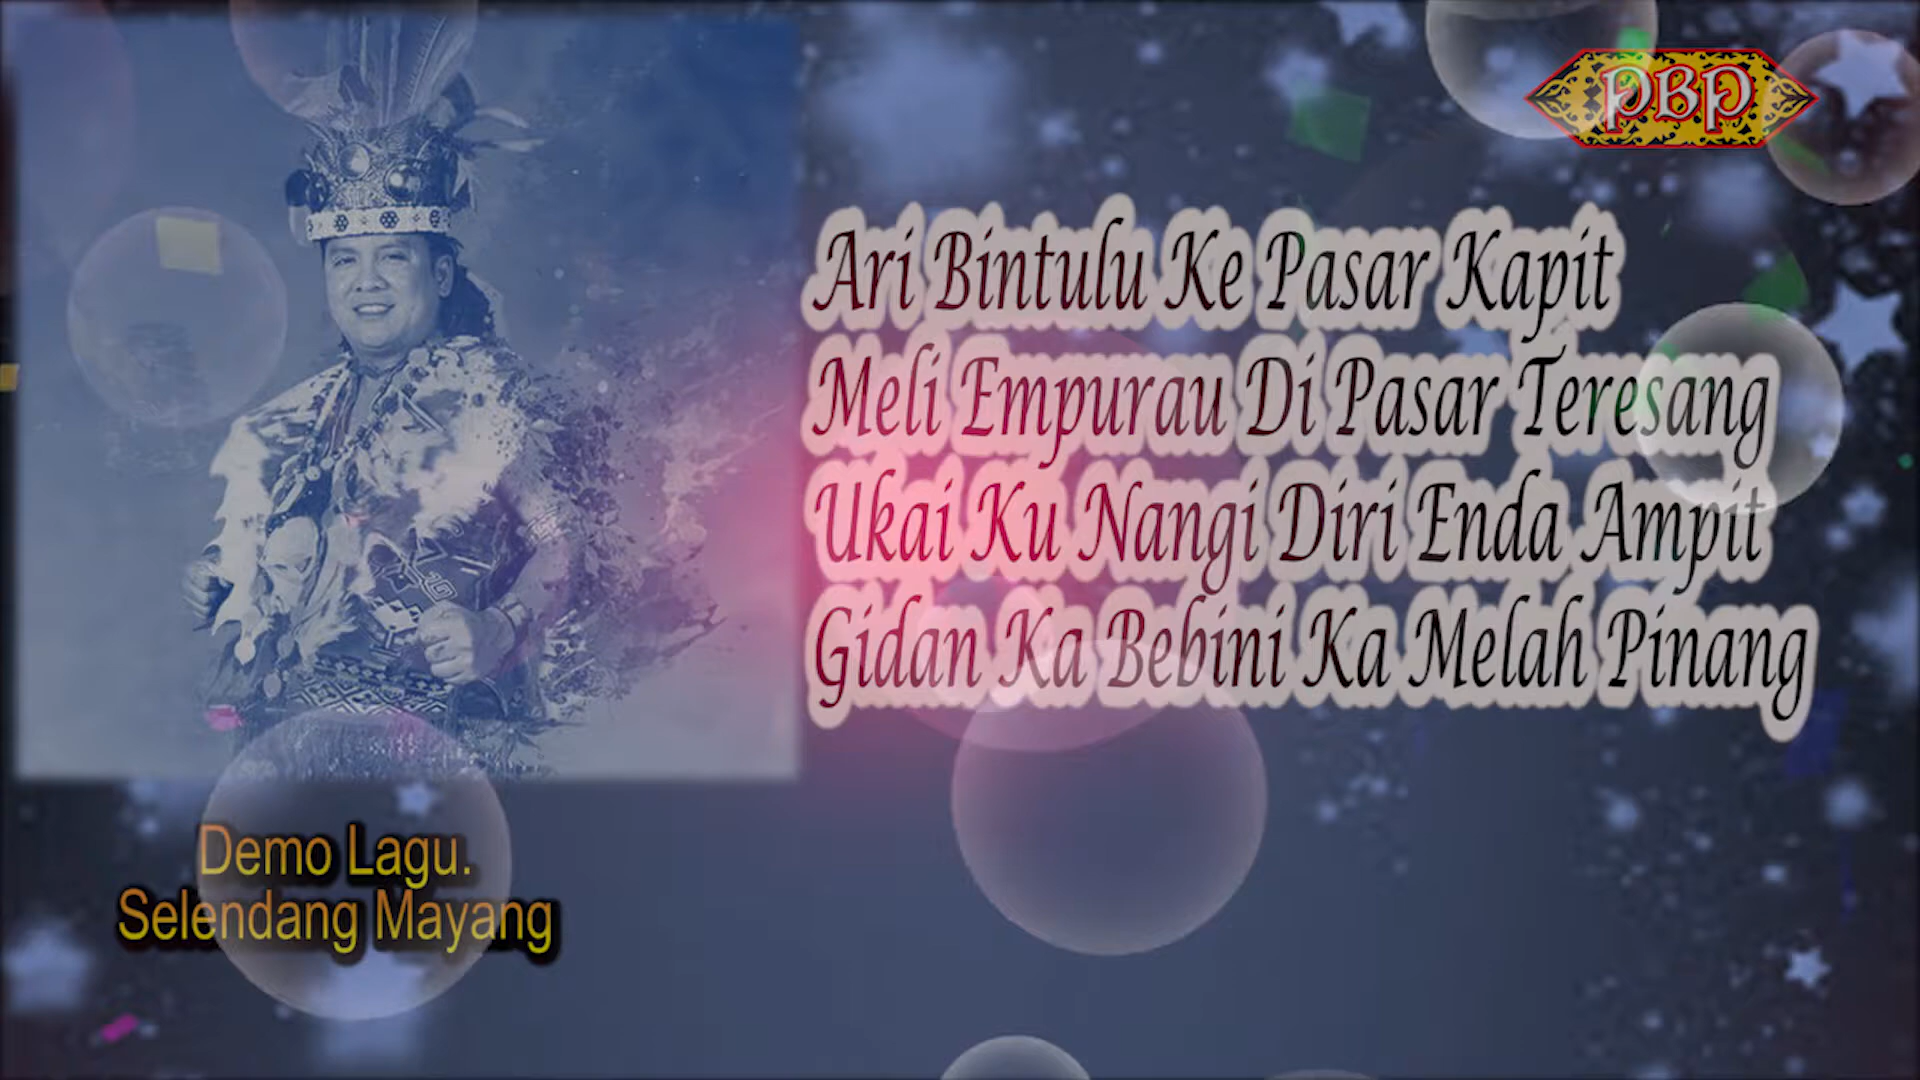 PBP
Ari Bintulu Ke Pasar Kapit
Meli Empurau Di Pasar Teresang
Ukai Ku Nangi Diri Enda Ampit
Gidan Ka Bebini Ka Melah Pinang
Demo Lagu.
Selendang Mayang